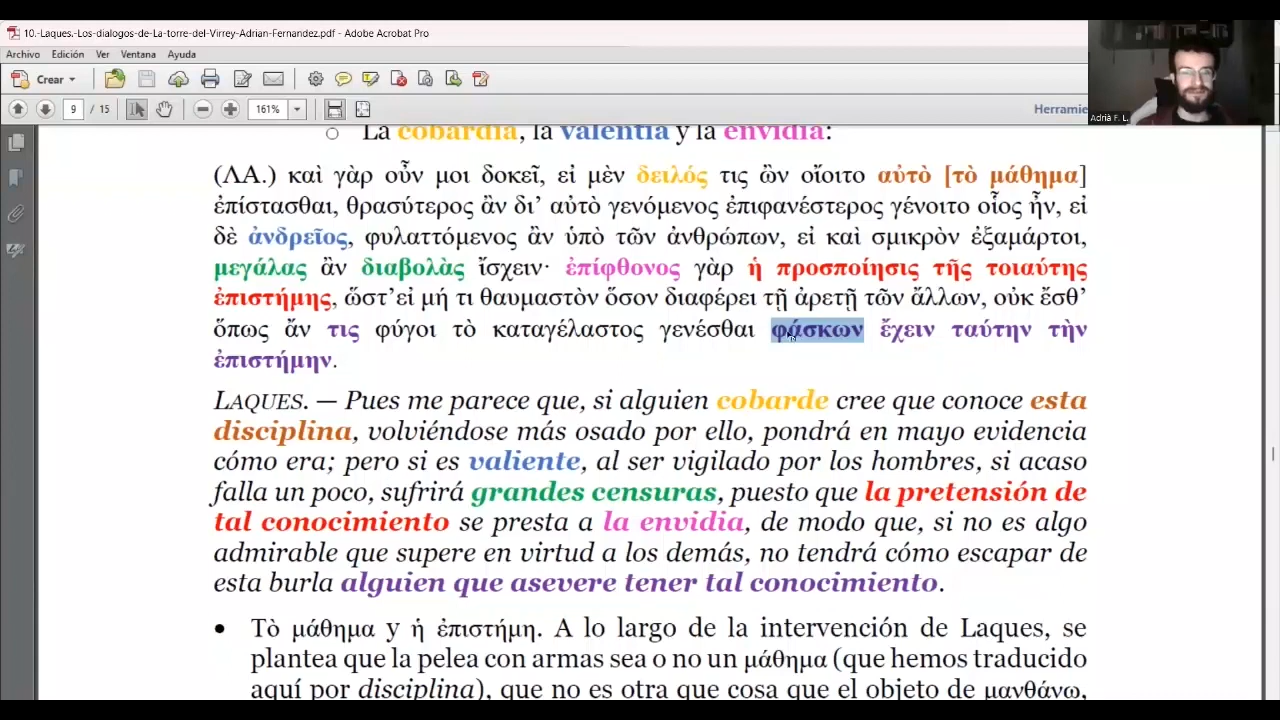 10.-Laques.-Los-dialogos-de-La-torre-del-Virrey-Adrian-Fernandez.pdf - Adobe Acrobat Pro
Archivo Edición Ver Ventana Ayuda
Crear
9 / 15 161% Herramie
Adrià F. L.
La cobardía, la valentía y la envidia:
(ΛΑ.) καὶ γὰρ οὖν μοι δοκεῖ, εἰ μὲν δειλός τις ὢν οἴοιτο αὐτὸ [τὸ μάθημα]
ἐπίστασθαι, θρασύτερος ἂν δι’ αὐτὸ γενόμενος ἐπιφανέστερος γένοιτο οἷος ἦν, εἰ
δὲ ἀνδρεῖος, φυλαττόμενος ἂν ὑπὸ τῶν ἀνθρώπων, εἰ καὶ σμικρὸν ἐξαμάρτοι,
μεγάλας ἂν διαβολὰς ἴσχειν· ἐπίφθονος γὰρ ἡ προσποίησις τῆς τοιαύτης
ἐπιστήμης, ὥστ’εἰ μή τι θαυμαστὸν ὅσον διαφέρει τῇ ἀρετῇ τῶν ἄλλων, οὐκ ἔσθ’
ὅπως ἄν τις φύγοι τὸ καταγέλαστος γενέσθαι φάσκων ἔχειν ταύτην τὴν
ἐπιστήμην.
LAQUES. — Pues me parece que, si alguien cobarde cree que conoce esta
disciplina, volviéndose más osado por ello, pondrá en mayo evidencia
cómo era; pero si es valiente, al ser vigilado por los hombres, si acaso
falla un poco, sufrirá grandes censuras, puesto que la pretensión de
tal conocimiento se presta a la envidia, de modo que, si no es algo
admirable que supere en virtud a los demás, no tendrá cómo escapar de
esta burla alguien que asevere tener tal conocimiento.
• Τὸ μάθημα y ἡ ἐπιστήμη. A lo largo de la intervención de Laques, se
plantea que la pelea con armas sea o no un μάθημα (que hemos traducido
aquí por disciplina), que no es otra que cosa que el objeto de μανθάνω,